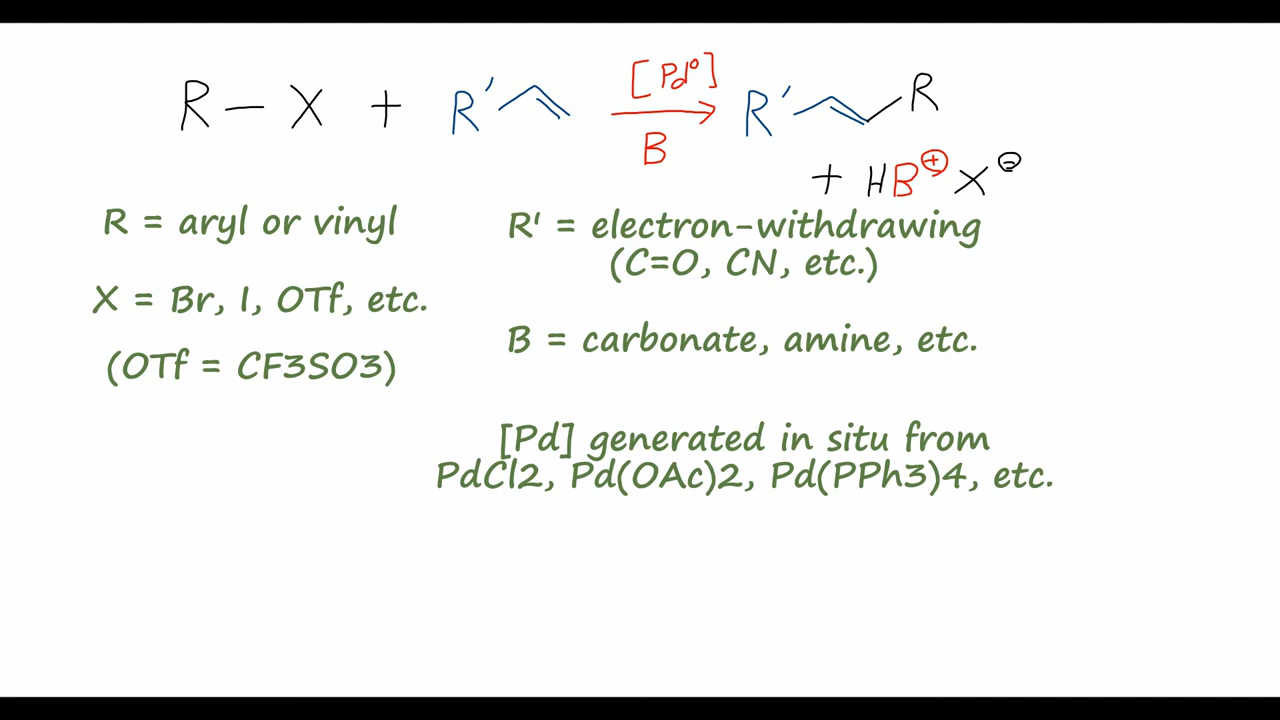 R — X + R' [Pd⁰] R' R
B
+ HB⊕ X⊖
R = aryl or vinyl
R' = electron-withdrawing
(C=O, CN, etc.)
X = Br, I, OTf, etc.
B = carbonate, amine, etc.
(OTf = CF3SO3)
[Pd] generated in situ from
PdCl2, Pd(OAc)2, Pd(PPh3)4, etc.